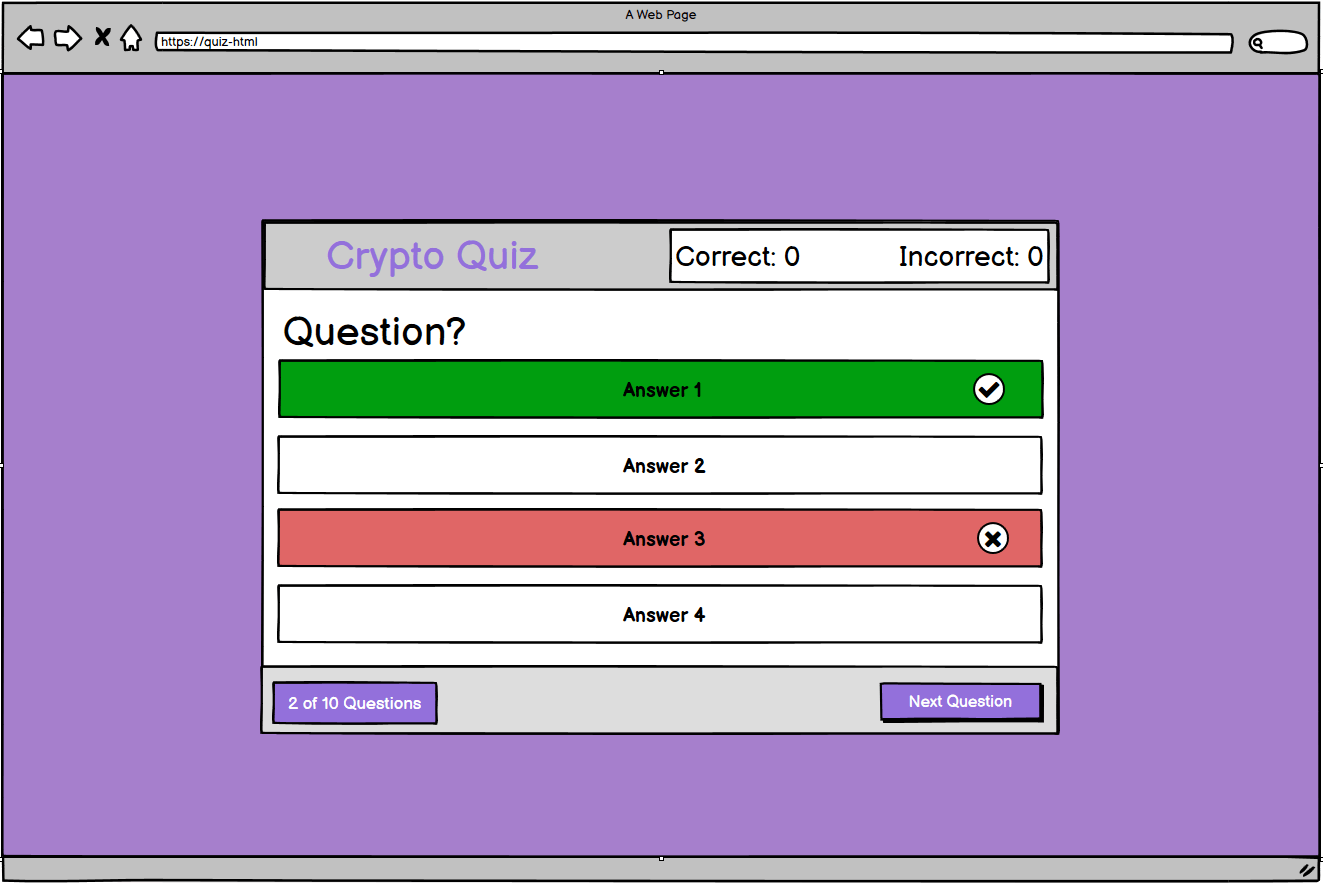 A Web Page
https://quiz-html
Crypto Quiz
Correct: 0
Incorrect: 0
Question?
Answer 1
Answer 2
Answer 3
Answer 4
2 of 10 Questions
Next Question